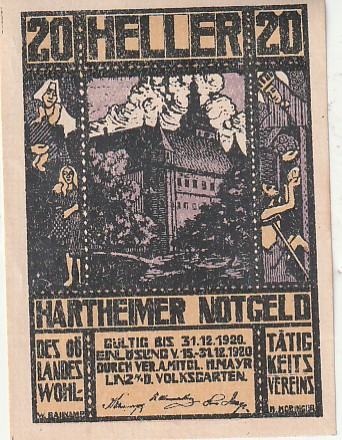 20 HELLER 20
HARTHEIMER NOTGELD
DES OÖ
LANDES
WOHL-
GÜLTIG BIS 31.12.1920.
EINLÖSUNG V. 15.-31.12.1920
DURCH VER. A. MITGL. H. MAYR
LINZ A/D. VOLKSGARTEN.
TÄTIG
KEITS
VEREINS